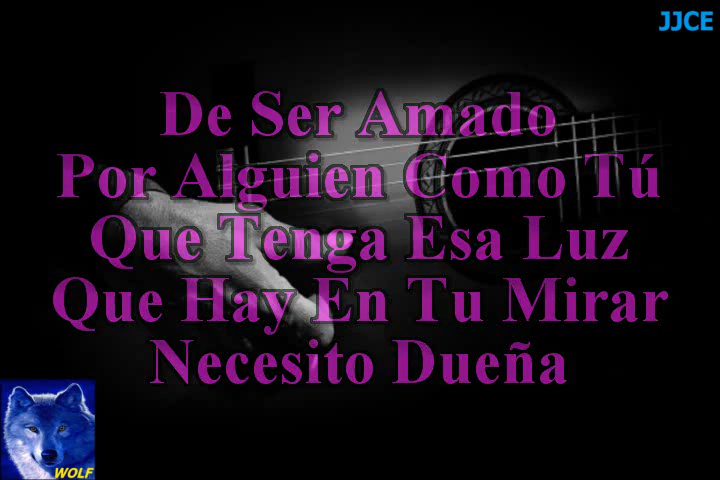 JJCE
De Ser Amado
Por Alguien Como Tú
Que Tenga Esa Luz
Que Hay En Tu Mirar
Necesito Dueña
WOLF